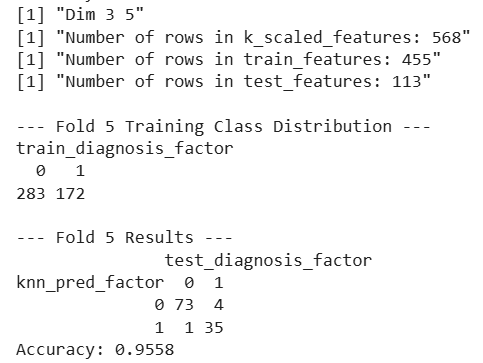 [1] "Dim 3 5"
[1] "Number of rows in k_scaled_features: 568"
[1] "Number of rows in train_features: 455"
[1] "Number of rows in test_features: 113"
--- Fold 5 Training Class Distribution ---
train_diagnosis_factor
0 1
283 172
--- Fold 5 Results ---
test_diagnosis_factor
knn_pred_factor 0 1
0 73 4
1 1 35
Accuracy: 0.9558